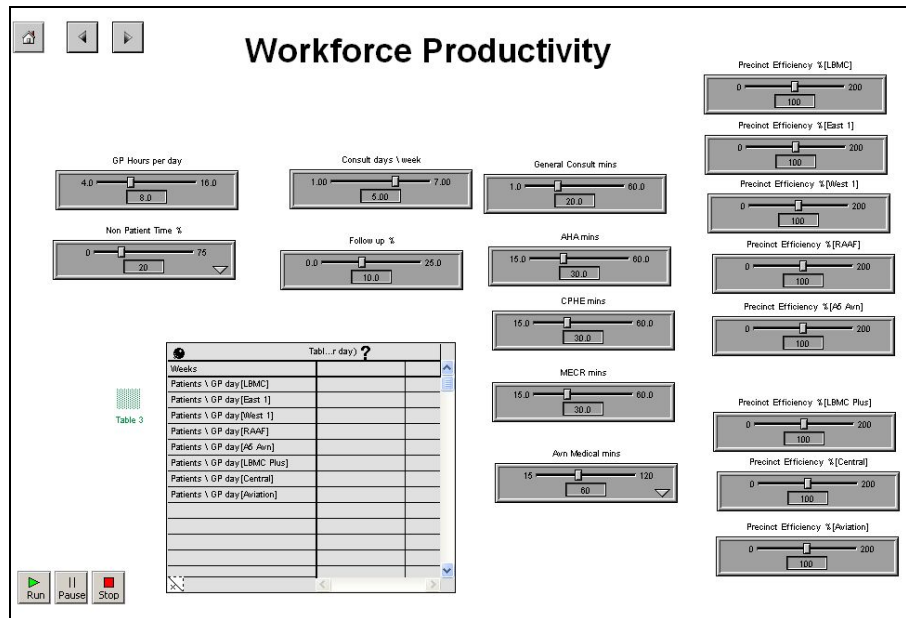 Workforce Productivity
GP Hours per day
4.0 16.0
8.0
Non Patient Time %
0 75
20
Consult days \ week
1.00 7.00
5.00
Follow up %
0.0 25.0
10.0
General Consult mins
1.0 60.0
20.0
AHA mins
15.0 60.0
30.0
CPHE mins
15.0 60.0
30.0
MECR mins
15.0 60.0
30.0
Avn Medical mins
15 120
60
Precinct Efficiency %[LBMC]
0 200
100
Precinct Efficiency %[East 1]
0 200
100
Precinct Efficiency %[West 1]
0 200
100
Precinct Efficiency %[RAAF]
0 200
100
Precinct Efficiency %[A5 Avn]
0 200
100
Precinct Efficiency %[LBMC Plus]
0 200
100
Precinct Efficiency %[Central]
0 200
100
Precinct Efficiency %[Aviation]
0 200
100
Table 3
Tabl...r day) ?
Weeks
Patients \ GP day[LBMC]
Patients \ GP day[East 1]
Patients \ GP day[West 1]
Patients \ GP day[RAAF]
Patients \ GP day[A5 Avn]
Patients \ GP day[LBMC Plus]
Patients \ GP day[Central]
Patients \ GP day[Aviation]
Run Pause Stop